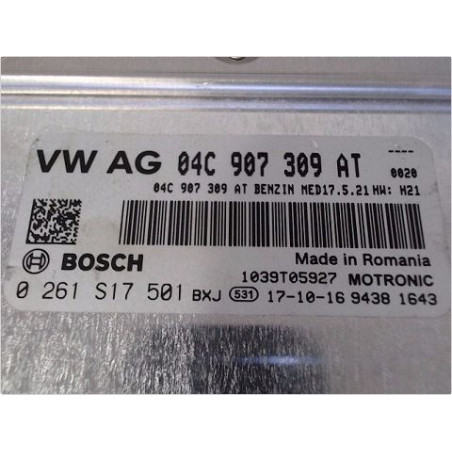 VW AG 04C 907 309 AT ---- 0020
04C 907 309 AT BENZIN MED17.5.21 HW: H21
BOSCH Made in Romania
1039T05927 MOTRONIC
0 261 S17 501 BXJ 531 17-10-16 9438 1643